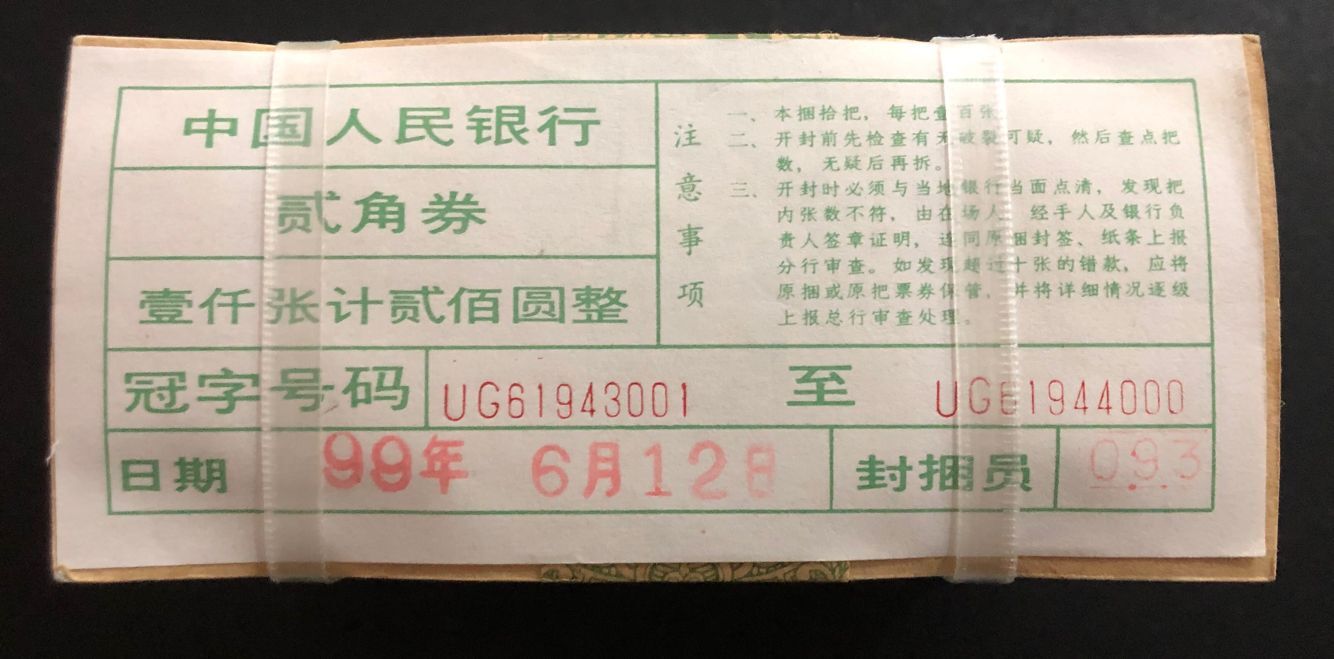 中国人民银行
贰角券
壹仟张计贰佰圆整
注意事项
一、本捆拾把，每把壹百张
二、开封前先检查有无破裂可疑，然后查点把
数，无疑后再拆。
三、开封时必须与当地银行当面点清，发现把
内张数不符，由在场人、经手人及银行负
责人签章证明，连同原捆封签、纸条上报
分行审查。如发现超过十张的错款，应将
原捆或原把票券保管，并将详细情况逐级
上报总行审查处理。
冠字号码 UG61943001 至 UG61944000
日期 99年 6月12日 封捆员 093